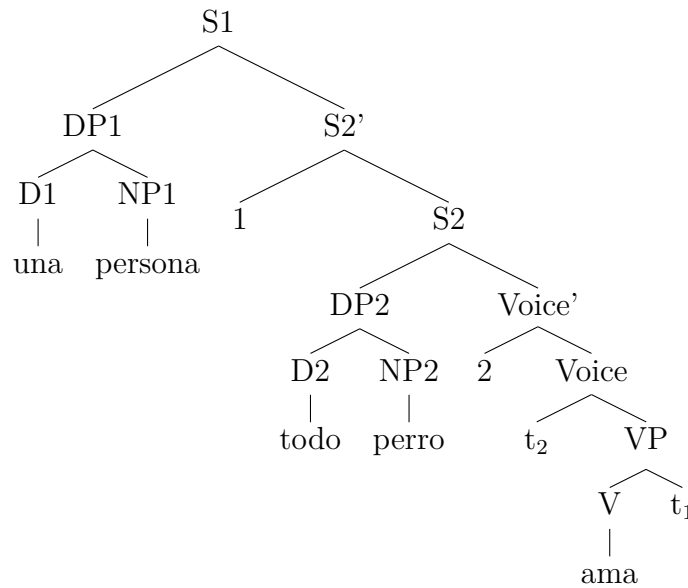 S1
DP1 S2'
D1 NP1 1 S2
una persona
DP2 Voice'
D2 NP2 2 Voice
todo perro t₂ VP
V t₁
ama